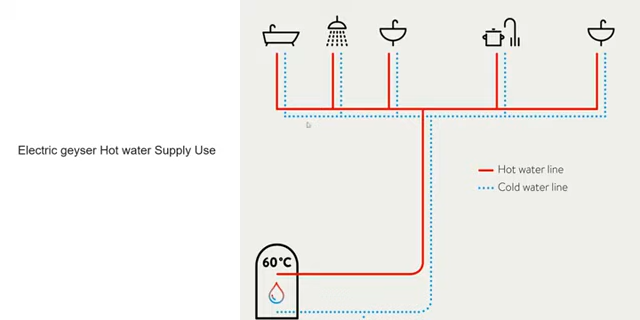 Electric geyser Hot water Supply Use
Hot water line
Cold water line
60°C